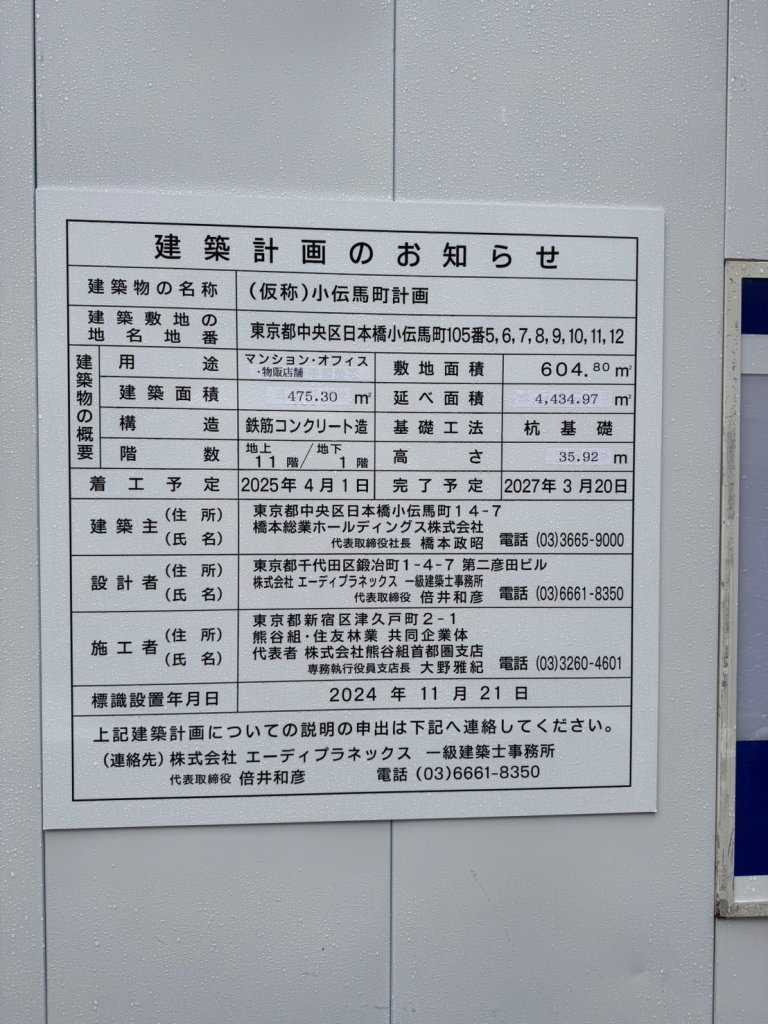 建築計画のお知らせ
建築物の名称 (仮称)小伝馬町計画
建築敷地の地名地番 東京都中央区日本橋小伝馬町105番5,6,7,8,9,10,11,12
建築物の概要
用途 マンション・オフィス・物販店舗 敷地面積 604.80㎡
建築面積 475.30 ㎡ 延べ面積 4,434.97 ㎡
構造 鉄筋コンクリート造 基礎工法 杭基礎
階数 地上11階/地下1階 高さ 35.92 m
着工予定 2025年4月1日 完了予定 2027年3月20日
建築主(住所) 東京都中央区日本橋小伝馬町14-7
橋本総業ホールディングス株式会社
(氏名) 代表取締役社長 橋本政昭 電話 (03)3665-9000
設計者(住所) 東京都千代田区鍛冶町1-4-7 第二彦田ビル
株式会社 エーディプラネックス 一級建築士事務所
(氏名) 代表取締役 倍井和彦 電話 (03)6661-8350
施工者(住所) 東京都新宿区津久戸町2-1
熊谷組・住友林業 共同企業体
(氏名) 代表者 株式会社熊谷組首都圏支店
専務執行役員支店長 大野雅紀 電話 (03)3260-4601
標識設置年月日 2024 年 11 月 21 日
上記建築計画についての説明の申出は下記へ連絡してください。
(連絡先) 株式会社 エーディプラネックス 一級建築士事務所
代表取締役 倍井和彦 電話 (03)6661-8350